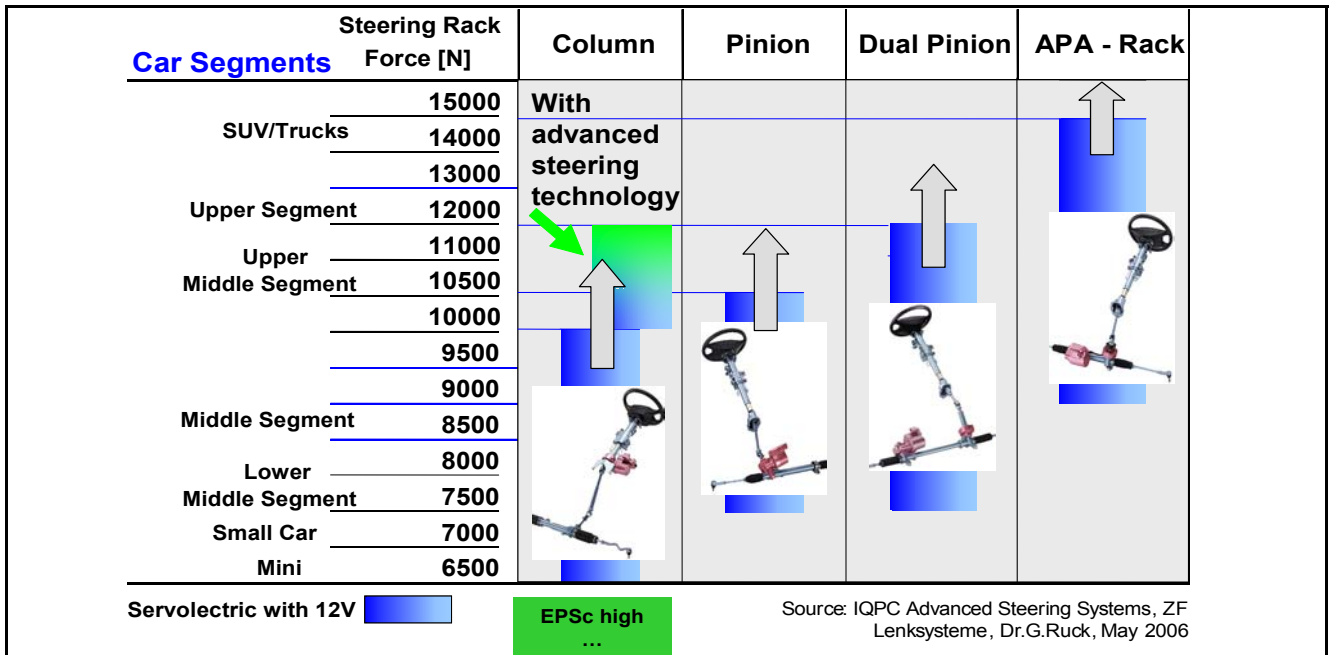 Steering Rack
Car Segments Force [N]
Column
Pinion
Dual Pinion
APA - Rack
15000
SUV/Trucks 14000
13000
Upper Segment 12000
11000
Upper
Middle Segment 10500
10000
9500
9000
Middle Segment 8500
Lower 8000
Middle Segment 7500
Small Car 7000
Mini 6500
With
advanced
steering
technology
Servolectric with 12V
EPSc high
...
Source: IQPC Advanced Steering Systems, ZF
Lenksysteme, Dr.G.Ruck, May 2006